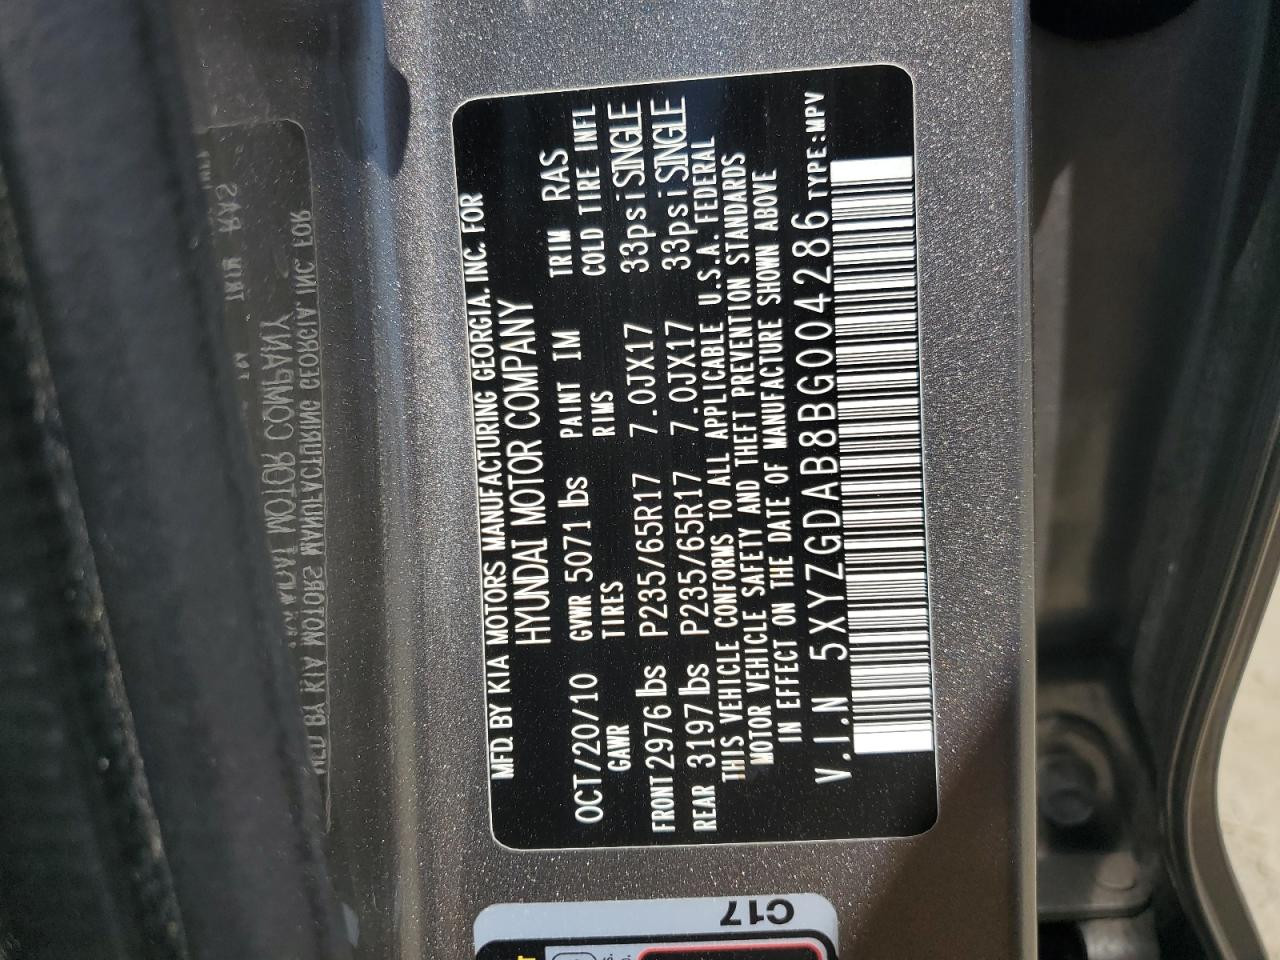 MFD. BY KIA MOTORS MANUFACTURING GEORGIA, INC. FOR
HYUNDAI MOTOR COMPANY
OCT/20/10 GVWR 5071 lbs PAINT IM TRIM RAS
GAWR TIRES RIMS COLD TIRE INFL
FRONT 2976 lbs P235/65R17 7.0JX17 33psi SINGLE
REAR 3197 lbs P235/65R17 7.0JX17 33psi SINGLE
THIS VEHICLE CONFORMS TO ALL APPLICABLE U.S.A. FEDERAL
MOTOR VEHICLE SAFETY AND THEFT PREVENTION STANDARDS
IN EFFECT ON THE DATE OF MANUFACTURE SHOWN ABOVE
V.I.N 5XYZGDAB8BG004286 TYPE:MPV
C17